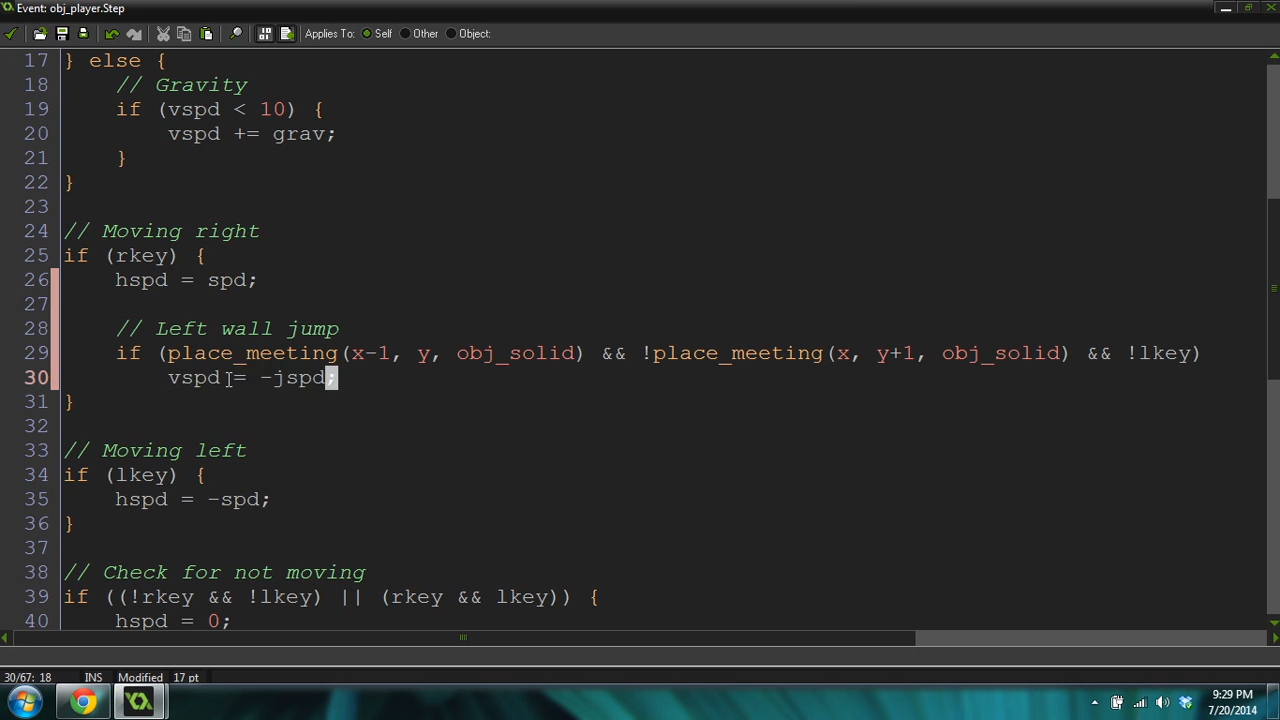 Event: obj_player.Step
Applies To: Self Other Object:
17 } else {
18 // Gravity
19 if (vspd < 10) {
20 vspd += grav;
21 }
22 }
23
24 // Moving right
25 if (rkey) {
26 hspd = spd;
27
28 // Left wall jump
29 if (place_meeting(x-1, y, obj_solid) && !place_meeting(x, y+1, obj_solid) && !lkey)
30 vspd = -jspd;
31 }
32
33 // Moving left
34 if (lkey) {
35 hspd = -spd;
36 }
37
38 // Check for not moving
39 if ((!rkey && !lkey) || (rkey && lkey)) {
40 hspd = 0;
30/67: 18 INS Modified 17 pt
9:29 PM
7/20/2014